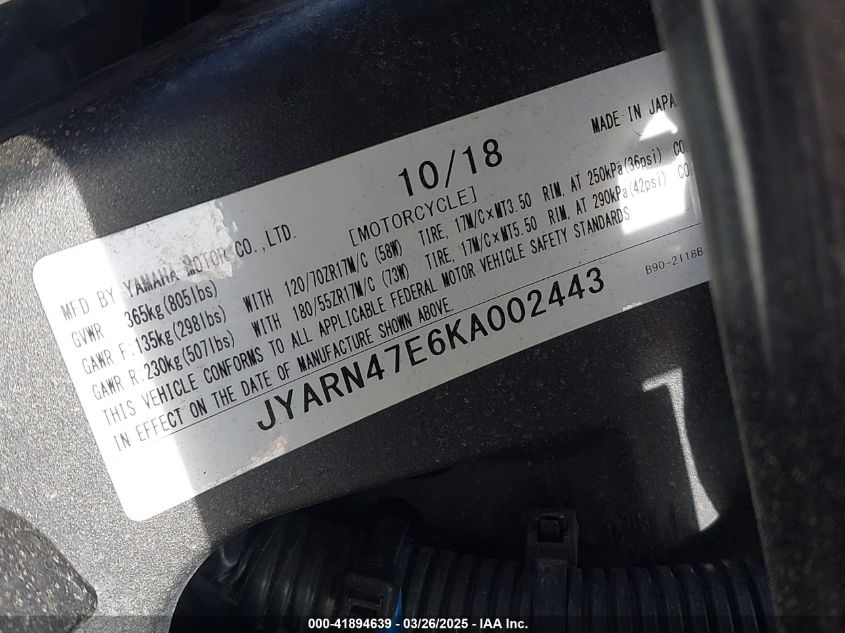 10/18
MADE IN JAPA
[MOTORCYCLE]
MFD BY YAMAHA MOTOR CO.,LTD.
GVWR 365kg(805lbs)
GAWR F:135kg(298lbs) WITH 120/70ZR17M/C (58W) TIRE, 17M/C×MT3.50 RIM, AT 250kPa(36psi) CO
GAWR R:230kg(507lbs) WITH 180/55ZR17M/C (73W) TIRE, 17M/C×MT5.50 RIM, AT 290kPa(42psi) CO
THIS VEHICLE CONFORMS TO ALL APPLICABLE FEDERAL MOTOR VEHICLE SAFETY STANDARDS
IN EFFECT ON THE DATE OF MANUFACTURE SHOWN ABOVE.
B90-2118B
JYARN47E6KA002443
000-41894639 - 03/26/2025 - IAA Inc.